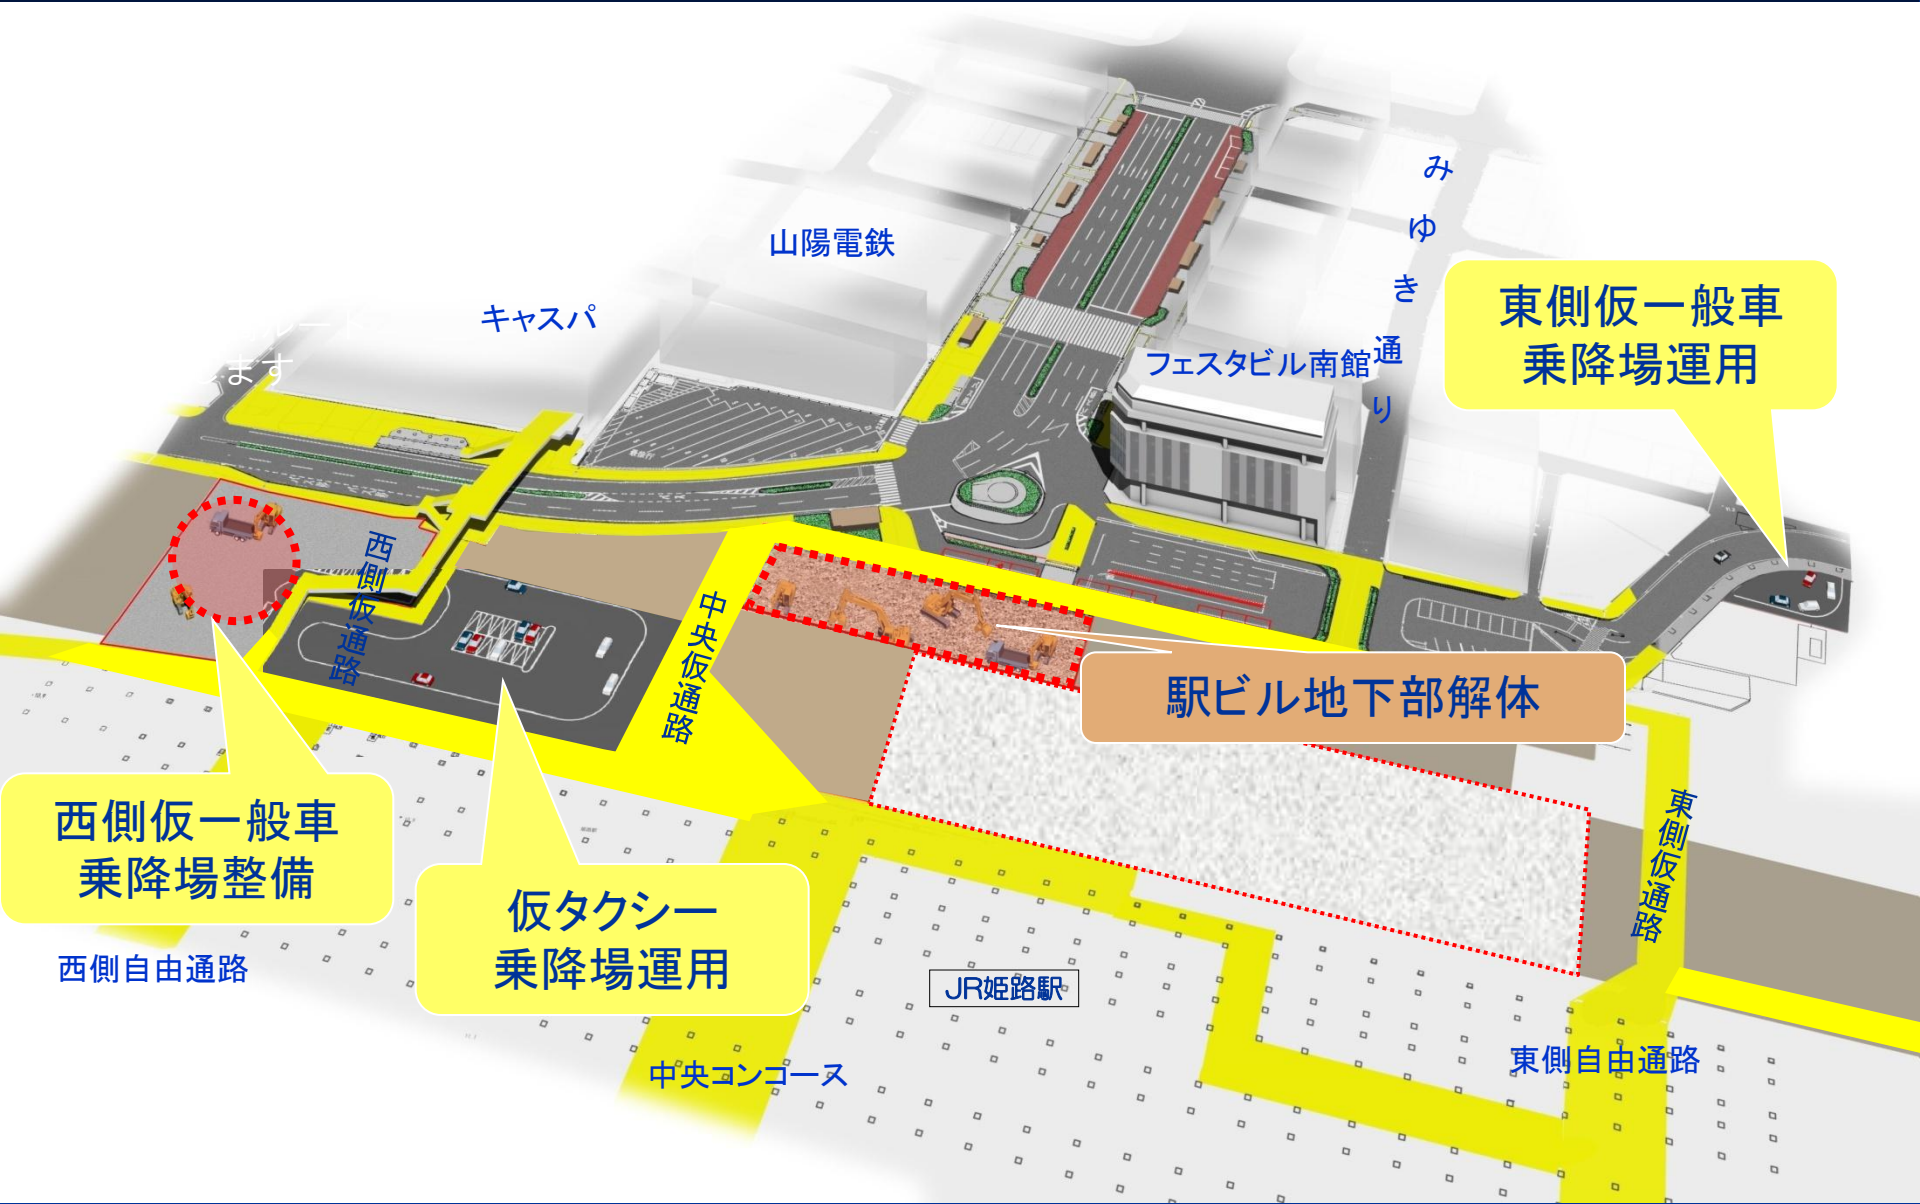 山陽電鉄
キャスパ
みゆき通り
フェスタビル南館
東側仮一般車
乗降場運用
ルート
ます
西側仮通路
中央仮通路
駅ビル地下部解体
西側仮一般車
乗降場整備
仮タクシー
乗降場運用
東側仮通路
西側自由通路
JR姫路駅
中央コンコース
東側自由通路